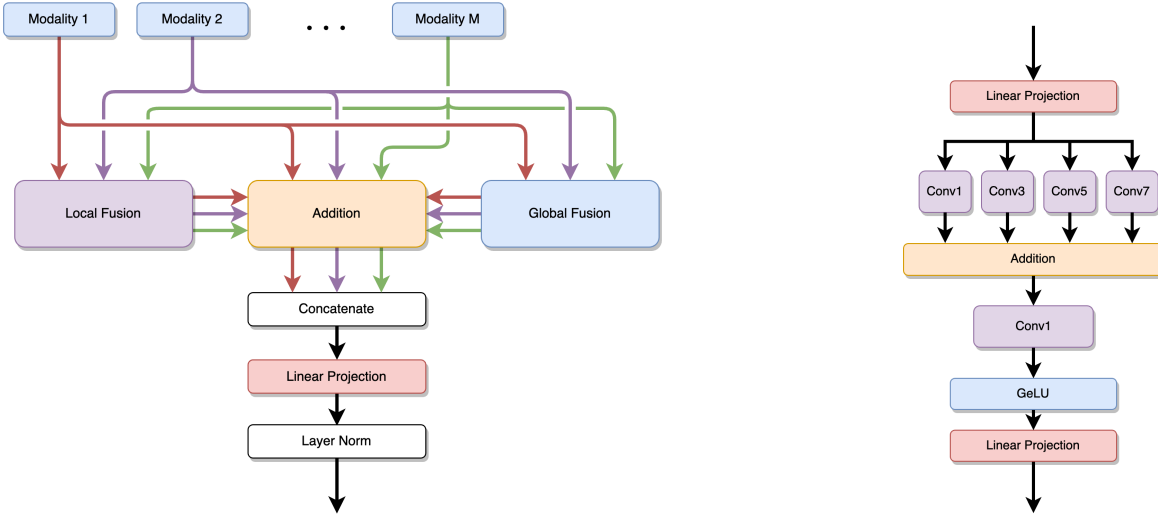 Modality 1
Modality 2
. . .
Modality M
Local Fusion
Addition
Global Fusion
Concatenate
Linear Projection
Layer Norm
Linear Projection
Conv1
Conv3
Conv5
Conv7
Addition
Conv1
GeLU
Linear Projection